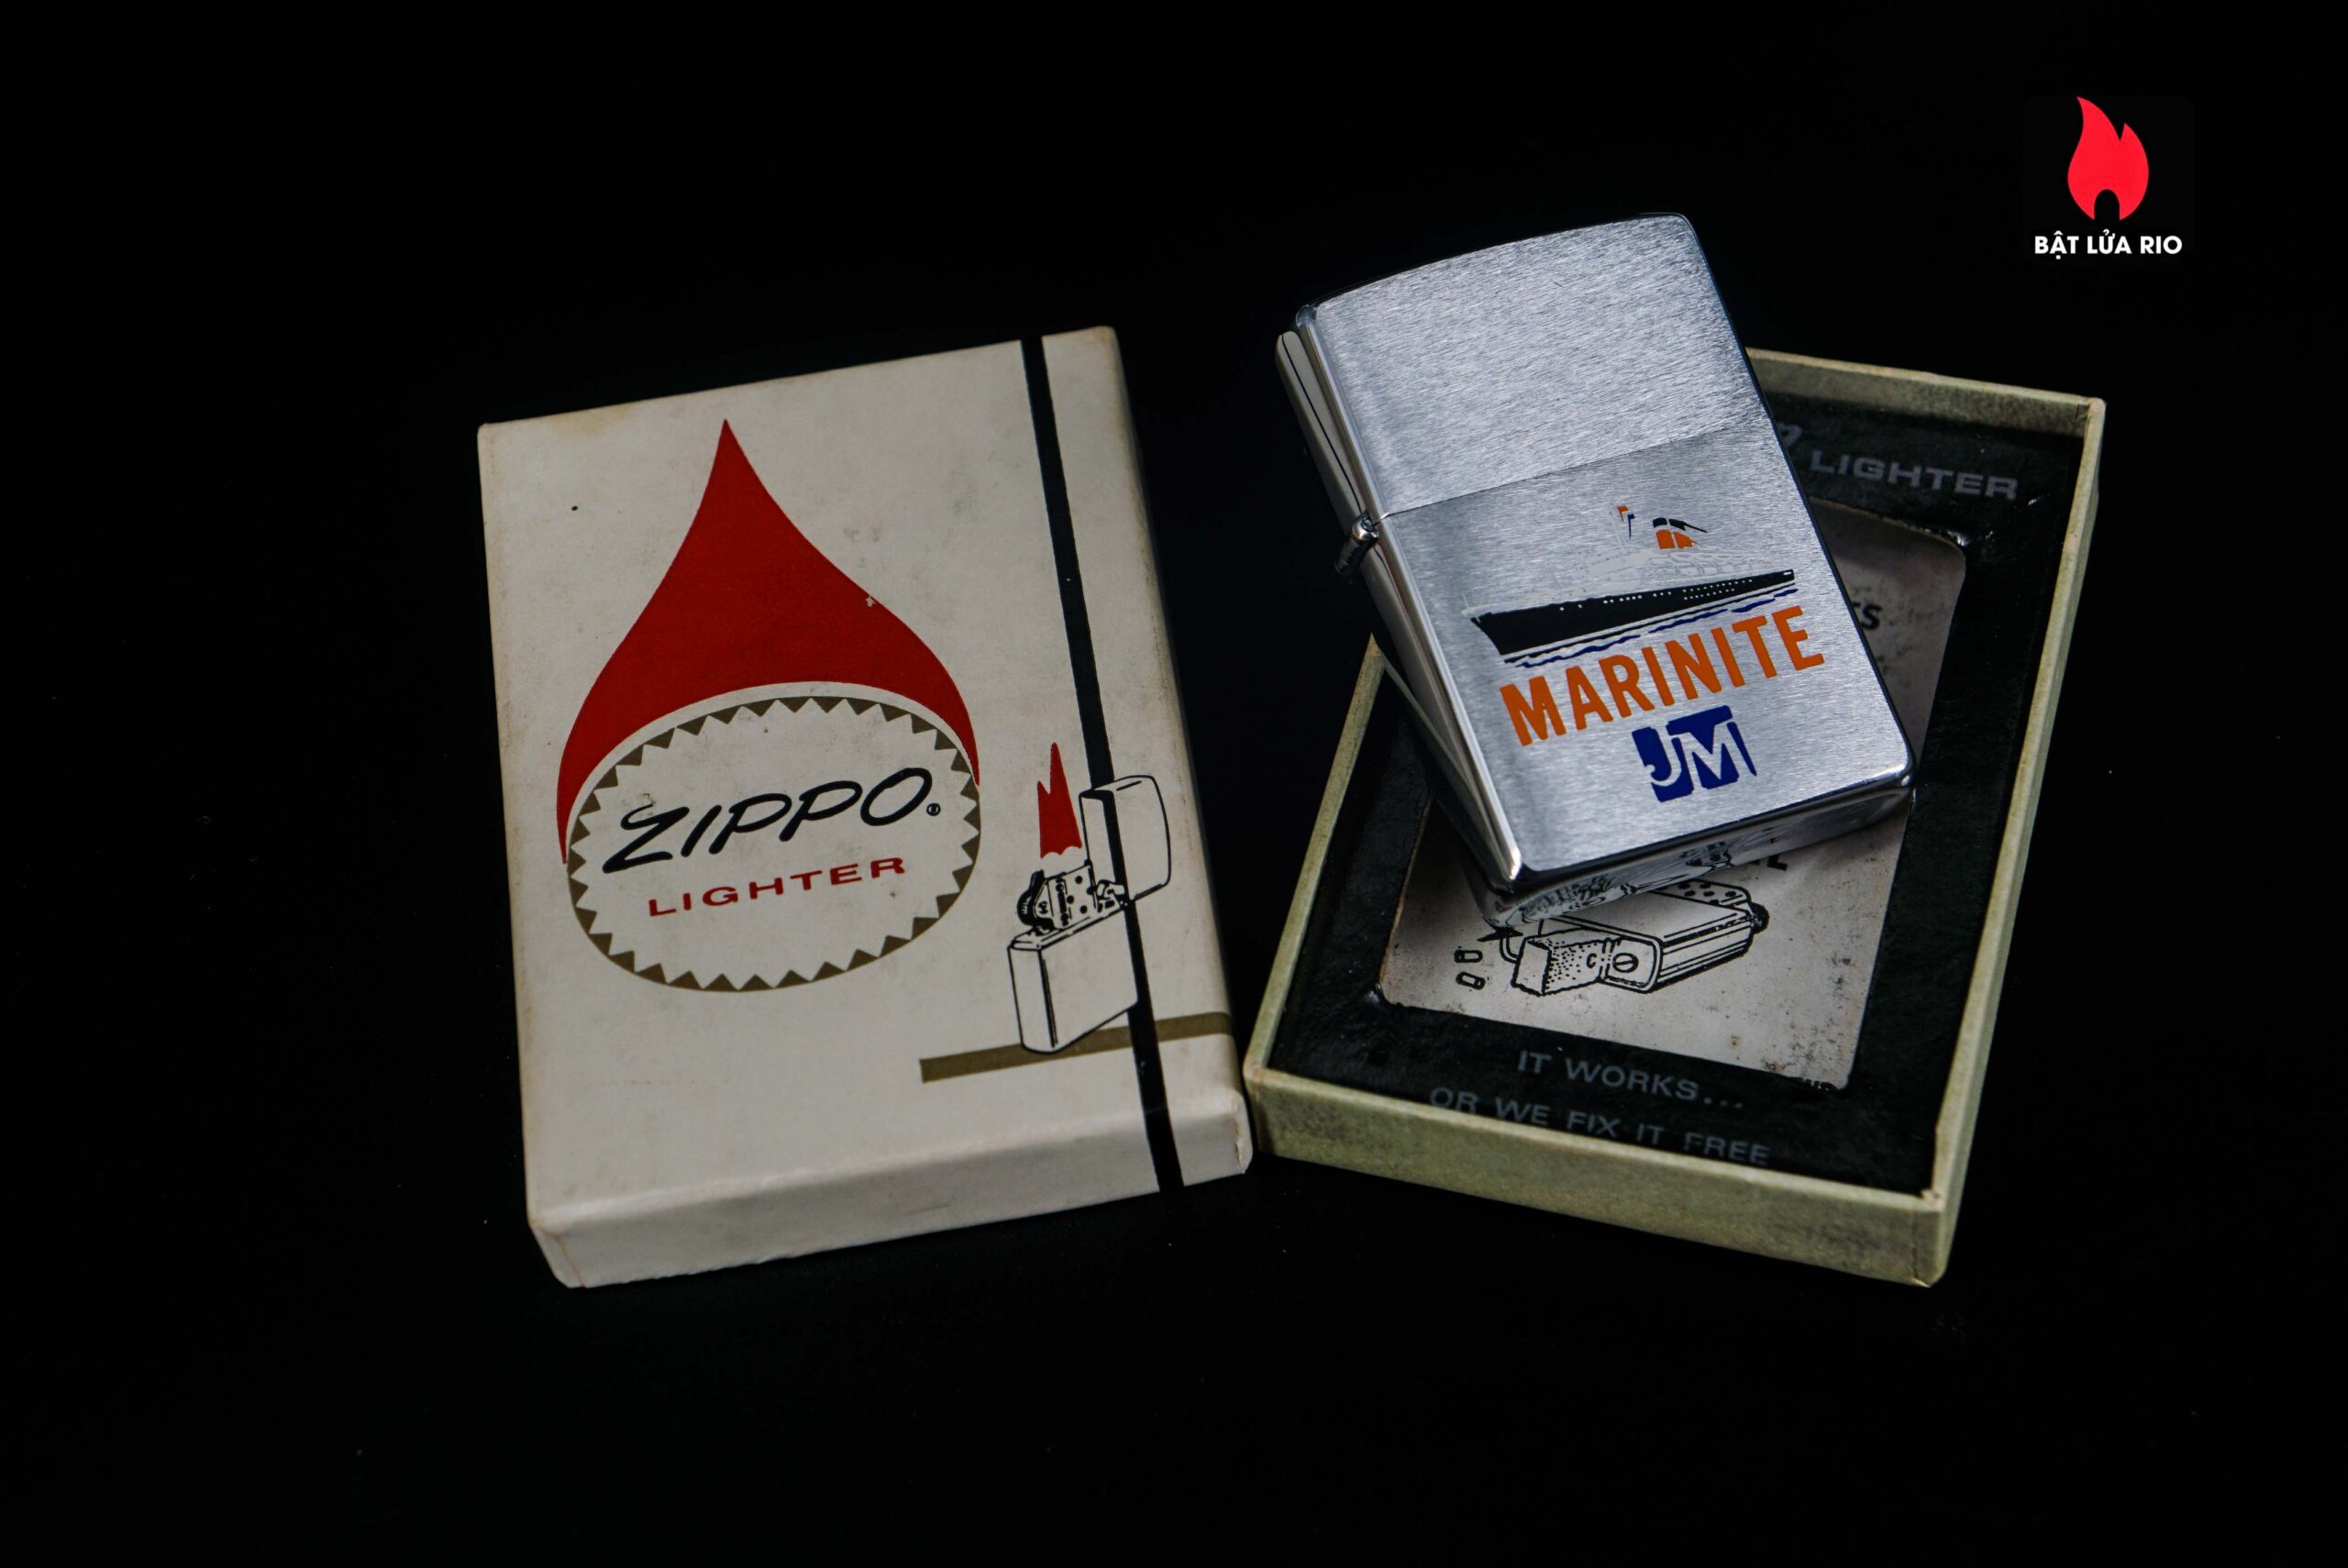 BẬT LỬA RIO
ZIPPO®
LIGHTER
LIGHTER
MARINITE
JM
IT WORKS...
OR WE FIX IT FREE